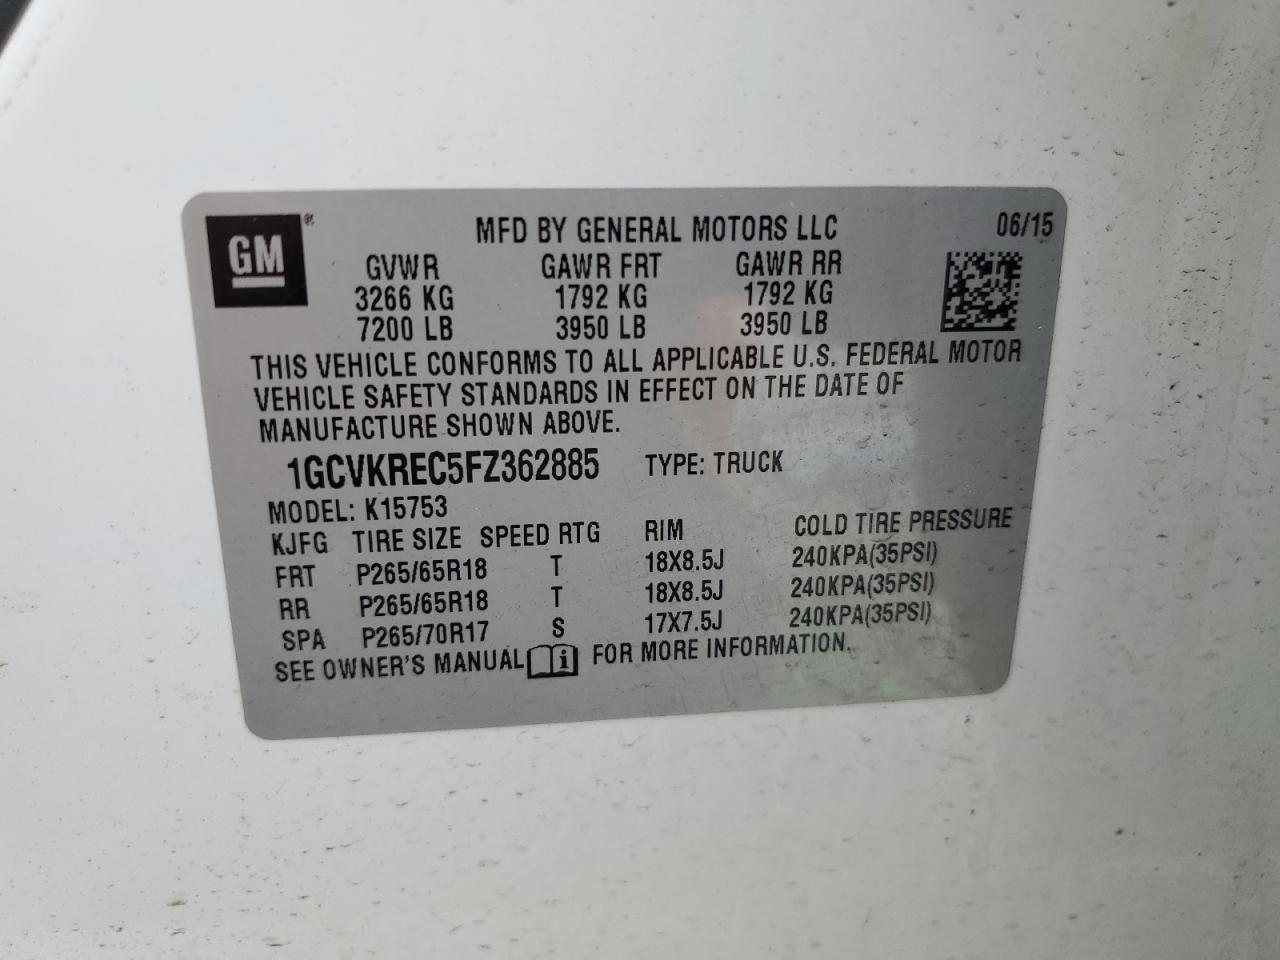 GM®
MFD BY GENERAL MOTORS LLC 06/15
GVWR GAWR FRT GAWR RR
3266 KG 1792 KG 1792 KG
7200 LB 3950 LB 3950 LB
THIS VEHICLE CONFORMS TO ALL APPLICABLE U.S. FEDERAL MOTOR
VEHICLE SAFETY STANDARDS IN EFFECT ON THE DATE OF
MANUFACTURE SHOWN ABOVE.
1GCVKREC5FZ362885 TYPE: TRUCK
MODEL: K15753
KJFG TIRE SIZE SPEED RTG RIM COLD TIRE PRESSURE
FRT P265/65R18 T 18X8.5J 240KPA(35PSI)
RR P265/65R18 T 18X8.5J 240KPA(35PSI)
SPA P265/70R17 S 17X7.5J 240KPA(35PSI)
SEE OWNER'S MANUAL i FOR MORE INFORMATION.